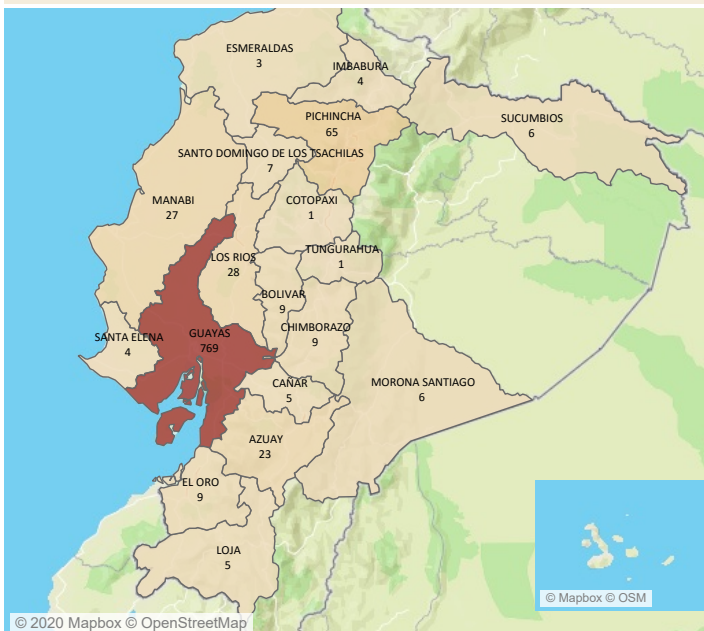 ESMERALDAS
3
IMBABURA
4
PICHINCHA
65
SUCUMBIOS
6
SANTO DOMINGO DE LOS TSACHILAS
7
MANABI
27
COTOPAXI
1
TUNGURAHUA
1
LOS RIOS
28
BOLIVAR
9
CHIMBORAZO
9
SANTA ELENA
4
GUAYAS
769
CAÑAR
5
MORONA SANTIAGO
6
AZUAY
23
EL ORO
9
LOJA
5
© Mapbox © OSM
© 2020 Mapbox © OpenStreetMap